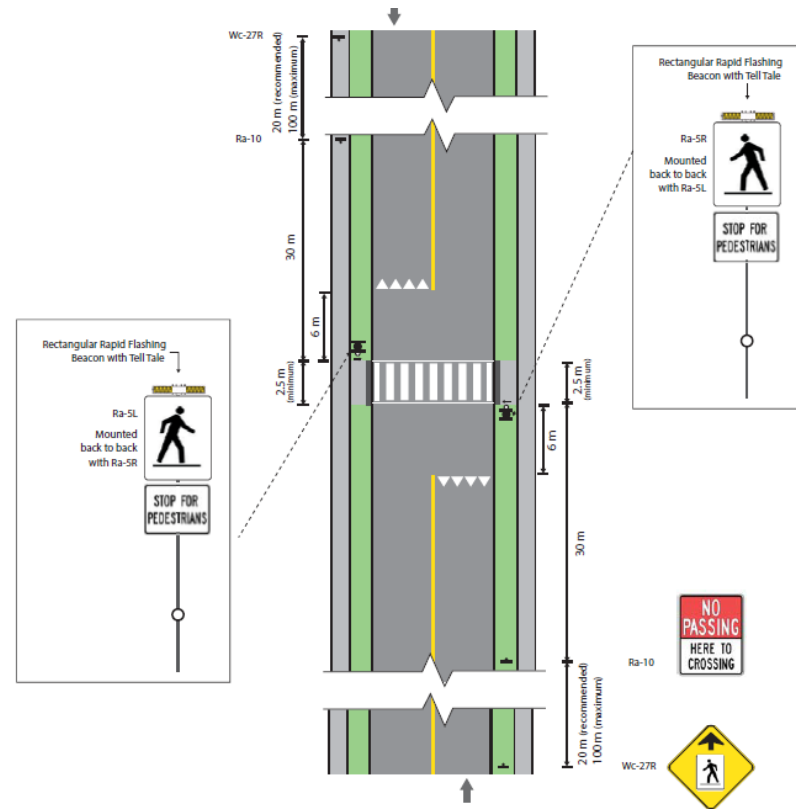 Wc-27R
20 m (recommended)
100 m (maximum)
Ra-10
30 m
6 m
2.5 m
(minimum)
Rectangular Rapid Flashing
Beacon with Tell Tale
Ra-5R
Mounted
back to back
with Ra-5L
STOP FOR
PEDESTRIANS
Rectangular Rapid Flashing
Beacon with Tell Tale
Ra-5L
Mounted
back to back
with Ra-5R
STOP FOR
PEDESTRIANS
2.5 m
(minimum)
6 m
30 m
20 m (recommended)
100 m (maximum)
NO
PASSING
HERE TO
CROSSING
Ra-10
Wc-27R